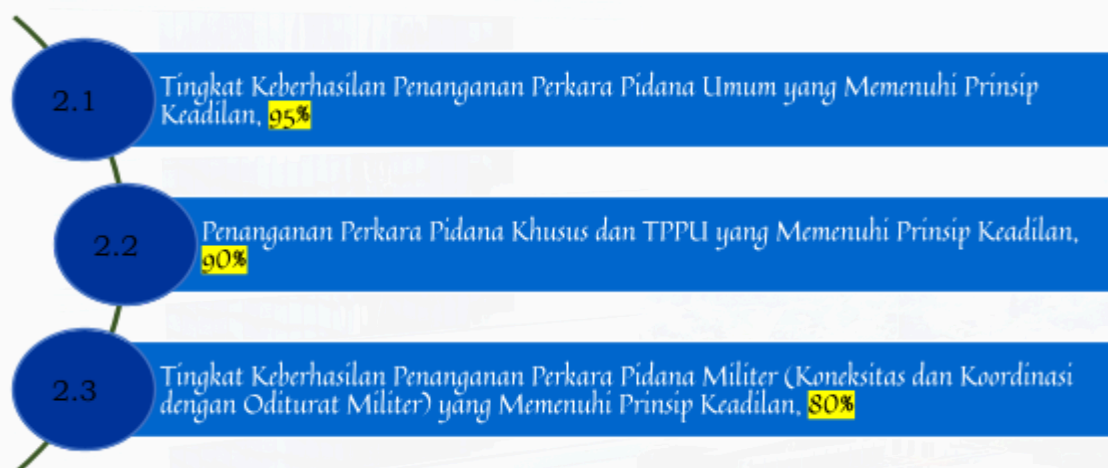 2.1
Tingkat Keberhasilan Penanganan Perkara Pidana Umum yang Memenuhi Prinsip
Keadilan, 95%
2.2
Penanganan Perkara Pidana Khusus dan TPPU yang Memenuhi Prinsip Keadilan,
90%
2.3
Tingkat Keberhasilan Penanganan Perkara Pidana Militer (Koneksitas dan Koordinasi
dengan Oditurat Militer) yang Memenuhi Prinsip Keadilan, 80%